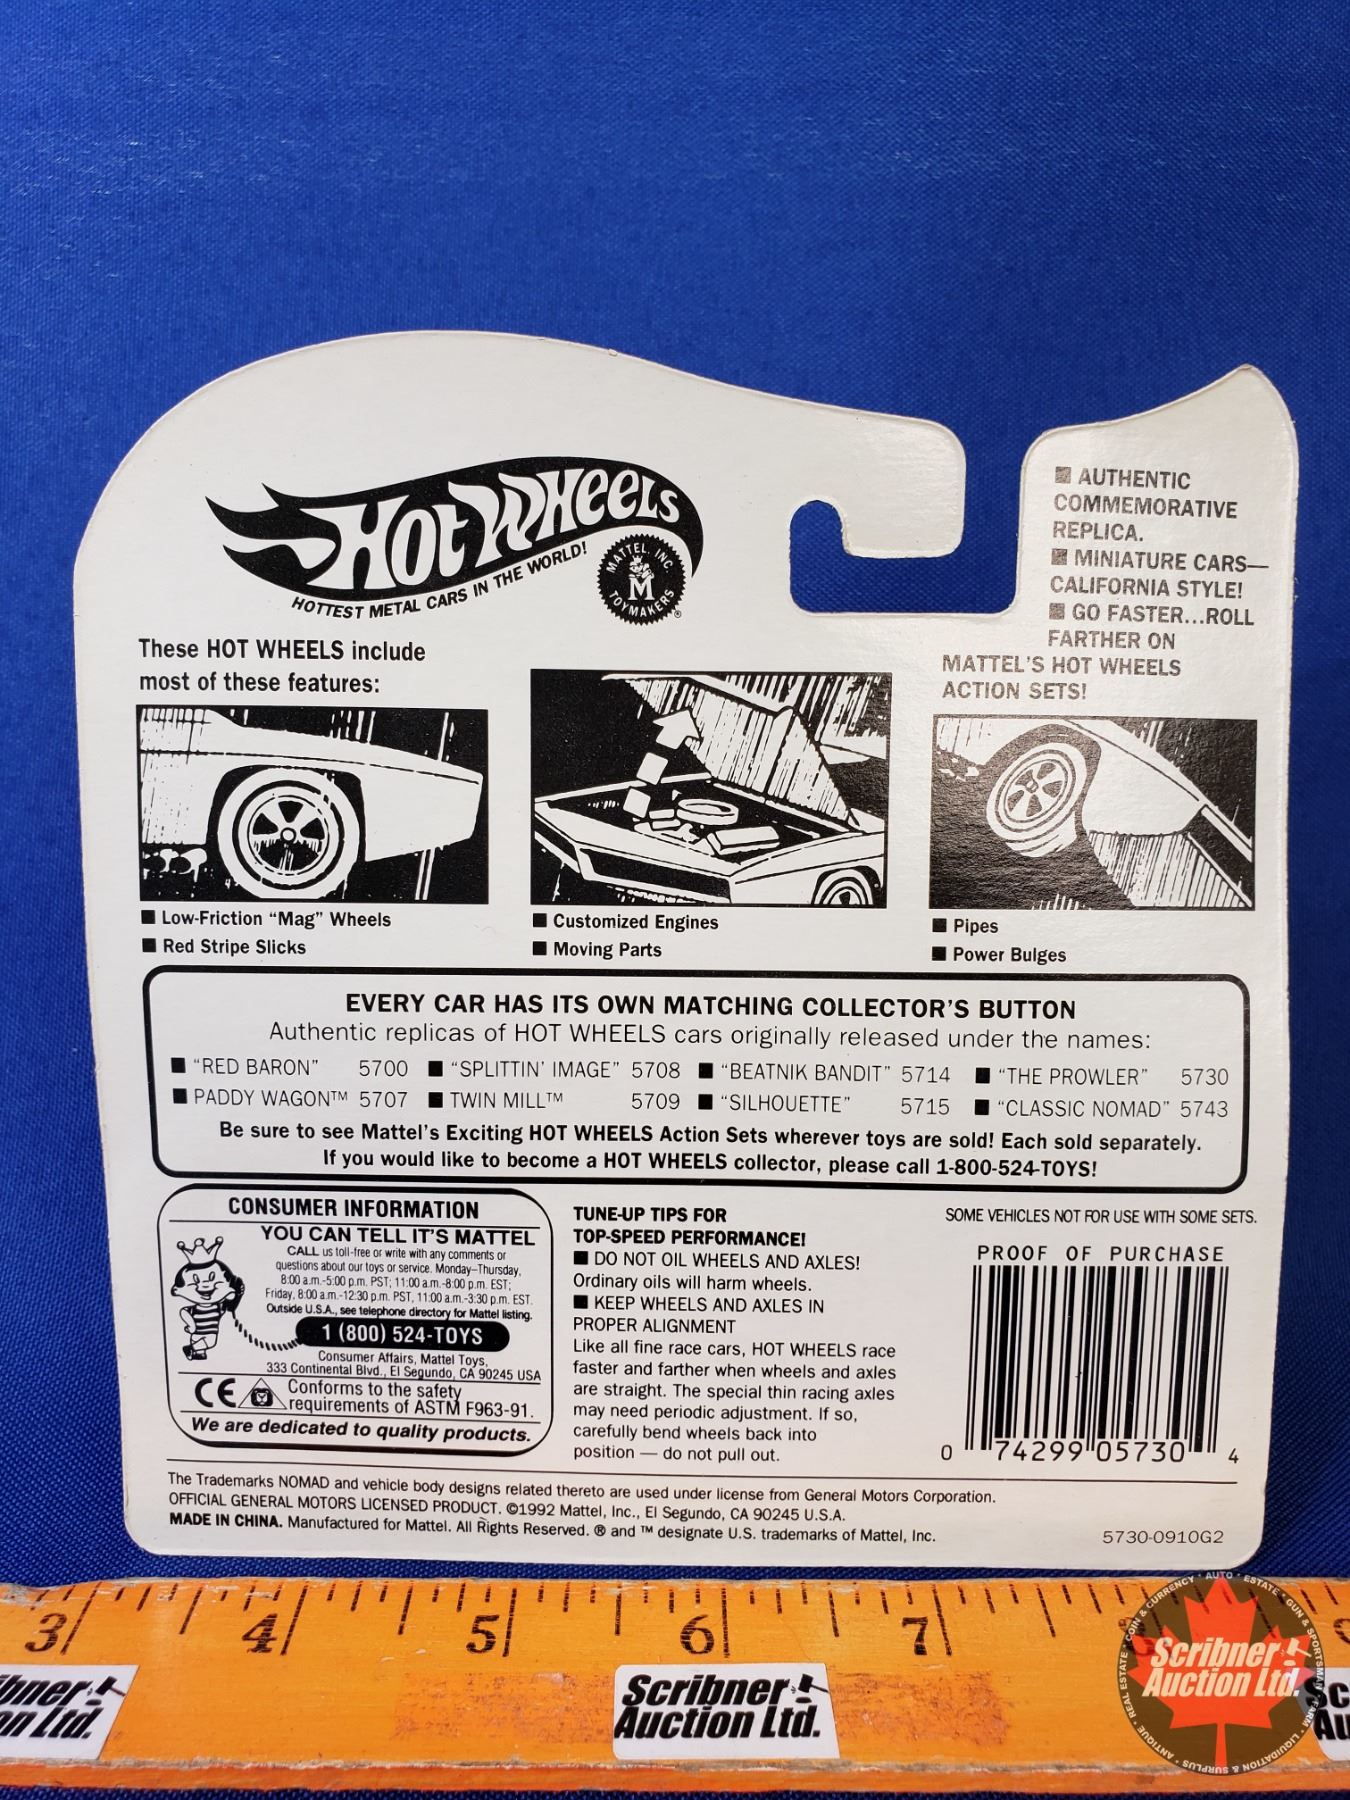 HOT WHEELS
HOTTEST METAL CARS IN THE WORLD!
MATTEL, INC.
M
TOYMAKERS
®
■ AUTHENTIC
COMMEMORATIVE
REPLICA.
■ MINIATURE CARS—
CALIFORNIA STYLE!
■ GO FASTER...ROLL
FARTHER ON
MATTEL'S HOT WHEELS
ACTION SETS!
These HOT WHEELS include
most of these features:
■ Low-Friction “Mag” Wheels
■ Red Stripe Slicks
■ Customized Engines
■ Moving Parts
■ Pipes
■ Power Bulges
EVERY CAR HAS ITS OWN MATCHING COLLECTOR'S BUTTON
Authentic replicas of HOT WHEELS cars originally released under the names:
■ “RED BARON” 5700 ■ “SPLITTIN' IMAGE” 5708 ■ “BEATNIK BANDIT” 5714 ■ “THE PROWLER” 5730
■ PADDY WAGON™ 5707 ■ TWIN MILL™ 5709 ■ “SILHOUETTE” 5715 ■ “CLASSIC NOMAD” 5743
Be sure to see Mattel's Exciting HOT WHEELS Action Sets wherever toys are sold! Each sold separately.
If you would like to become a HOT WHEELS collector, please call 1-800-524-TOYS!
CONSUMER INFORMATION
YOU CAN TELL IT'S MATTEL
CALL us toll-free or write with any comments or
questions about our toys or service. Monday–Thursday,
8:00 a.m.-5:00 p.m. PST; 11:00 a.m.-8:00 p.m. EST;
Friday, 8:00 a.m.-12:30 p.m. PST, 11:00 a.m.-3:30 p.m. EST.
Outside U.S.A., see telephone directory for Mattel listing.
1 (800) 524-TOYS
Consumer Affairs, Mattel Toys,
333 Continental Blvd., El Segundo, CA 90245 USA
CE
Conforms to the safety
requirements of ASTM F963-91.
We are dedicated to quality products.
TUNE-UP TIPS FOR
TOP-SPEED PERFORMANCE!
■ DO NOT OIL WHEELS AND AXLES!
Ordinary oils will harm wheels.
■ KEEP WHEELS AND AXLES IN
PROPER ALIGNMENT
Like all fine race cars, HOT WHEELS race
faster and farther when wheels and axles
are straight. The special thin racing axles
may need periodic adjustment. If so,
carefully bend wheels back into
position — do not pull out.
SOME VEHICLES NOT FOR USE WITH SOME SETS.
PROOF OF PURCHASE
0 74299 05730 4
The Trademarks NOMAD and vehicle body designs related thereto are used under license from General Motors Corporation.
OFFICIAL GENERAL MOTORS LICENSED PRODUCT. ©1992 Mattel, Inc., El Segundo, CA 90245 U.S.A.
MADE IN CHINA. Manufactured for Mattel. All Rights Reserved. ® and ™ designate U.S. trademarks of Mattel, Inc.
5730-0910G2
3 4 5 6 7
Scribner
Auction Ltd.
COIN & CURRENCY · AUTO · ESTATE · GUN & SPORTSMAN · FARM · LIQUIDATION & SURPLUS · ANTIQUE · REAL ESTATE
Scribner
Auction Ltd.